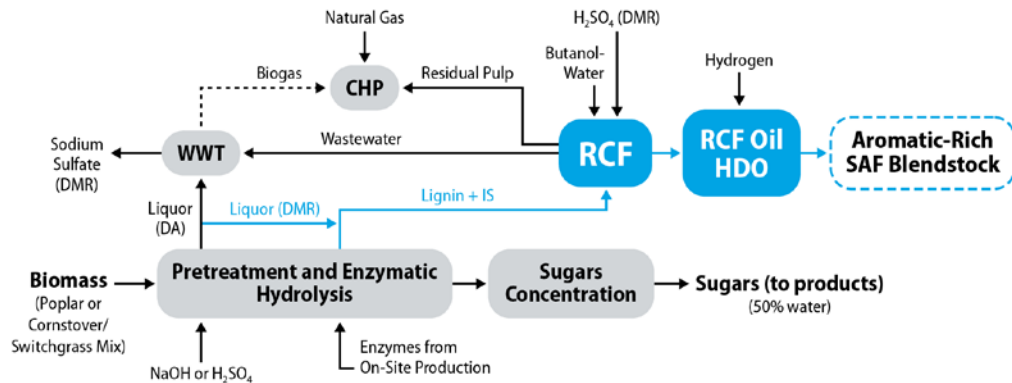 Natural Gas
H₂SO₄ (DMR)
Butanol-
Water
Hydrogen
Biogas
CHP
Residual Pulp
Sodium
Sulfate (DMR)
WWT
Wastewater
RCF
RCF Oil
HDO
Aromatic-Rich
SAF Blendstock
Liquor
(DA)
Liquor (DMR)
Lignin + IS
Biomass
(Poplar or
Cornstover/
Switchgrass Mix)
Pretreatment and Enzymatic
Hydrolysis
Sugars
Concentration
Sugars (to products)
(50% water)
NaOH or H₂SO₄
Enzymes from
On-Site Production